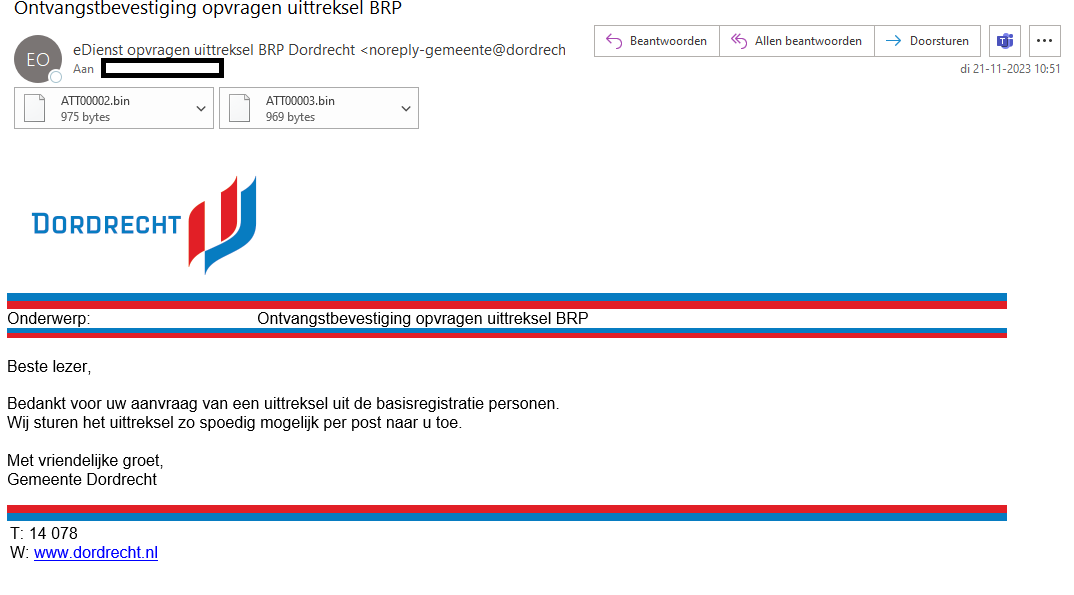 Ontvangstbevestiging opvragen uittreksel BRP
EO
eDienst opvragen uittreksel BRP Dordrecht <noreply-gemeente@dordrech
Aan
Beantwoorden
Allen beantwoorden
Doorsturen
di 21-11-2023 10:51
ATT00002.bin
975 bytes
ATT00003.bin
969 bytes
DORDRECHT
Onderwerp: Ontvangstbevestiging opvragen uittreksel BRP
Beste lezer,
Bedankt voor uw aanvraag van een uittreksel uit de basisregistratie personen.
Wij sturen het uittreksel zo spoedig mogelijk per post naar u toe.
Met vriendelijke groet,
Gemeente Dordrecht
T: 14 078
W: www.dordrecht.nl